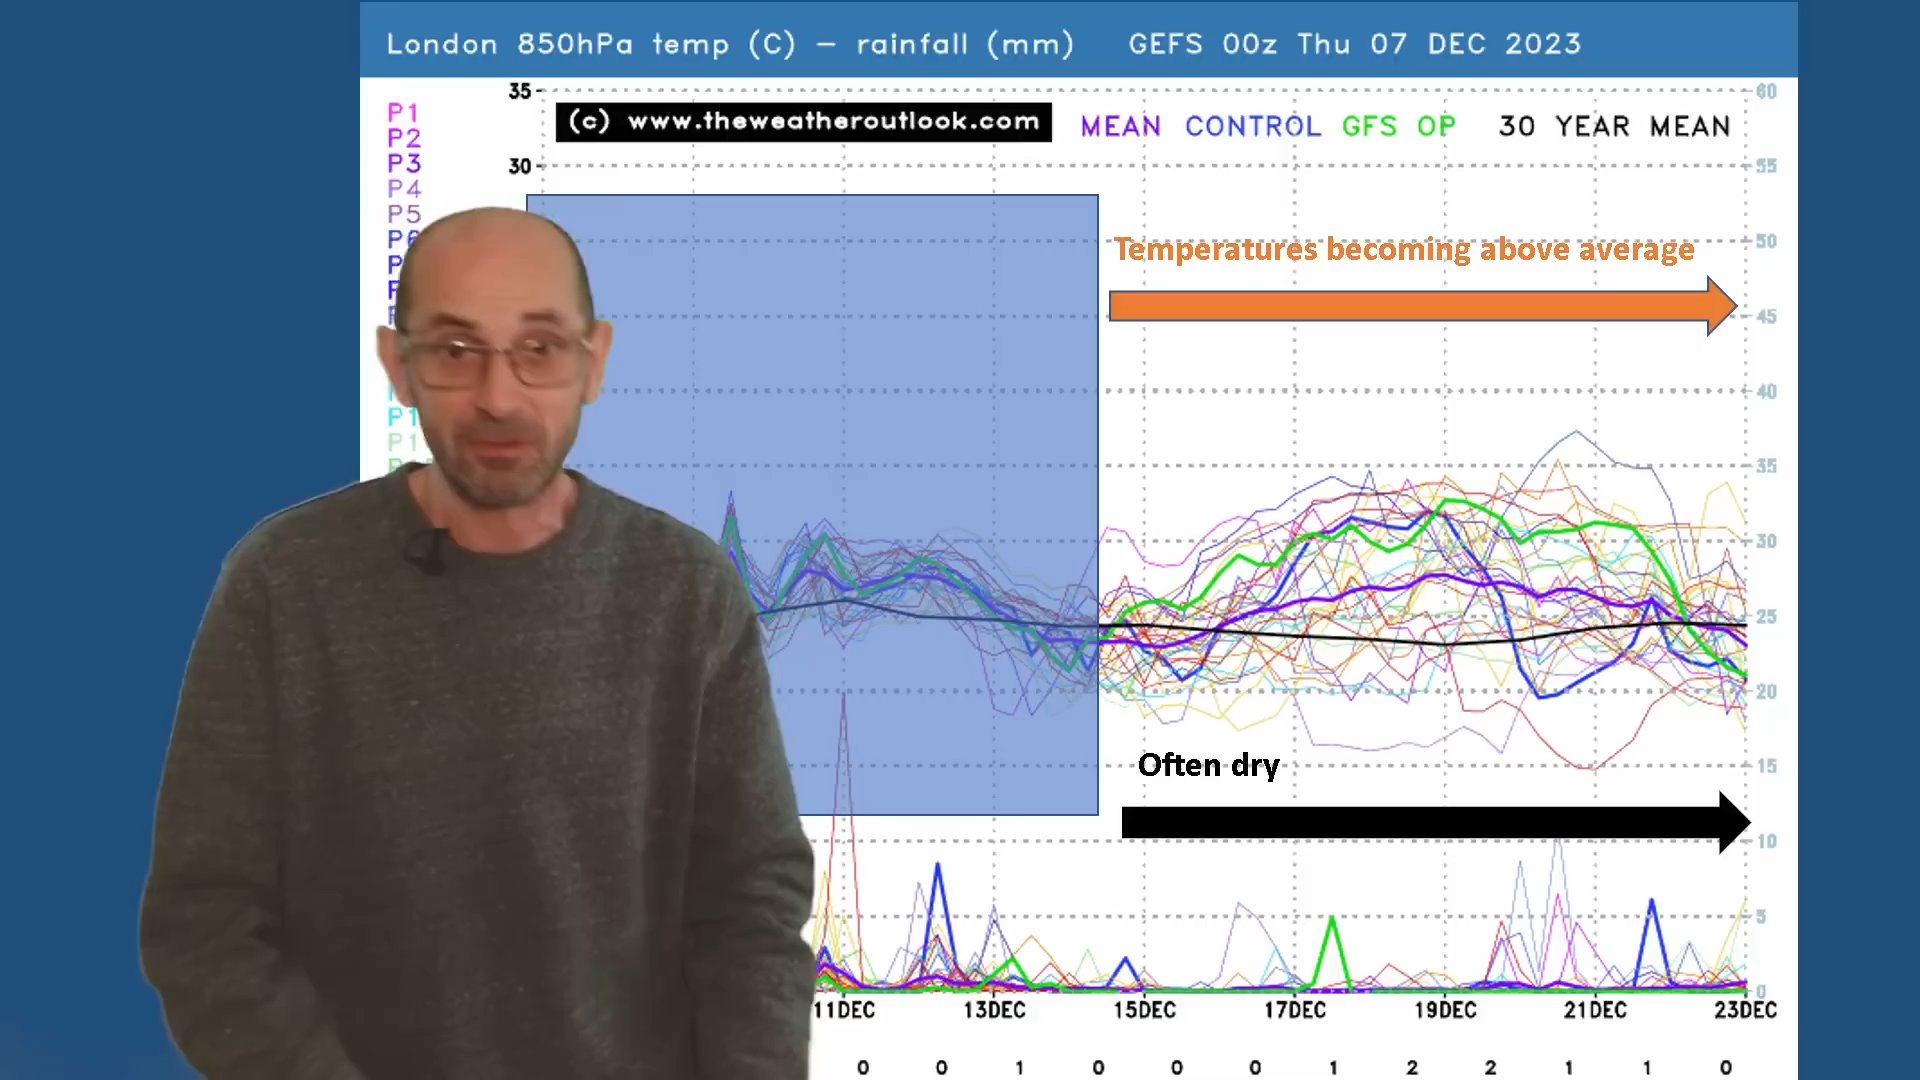 London 850hPa temp (C) – rainfall (mm) GEFS 00z Thu 07 DEC 2023
35 60
(c) www.theweatheroutlook.com MEAN CONTROL GFS OP 30 YEAR MEAN
P1
P2
P3
30 55
P4
P5
Temperatures becoming above average 50
45
40
P1
P1
35
30
25
20
Often dry 15
10
5
0
11DEC 13DEC 15DEC 17DEC 19DEC 21DEC 23DEC
0 0 1 0 0 0 1 2 2 1 1 0